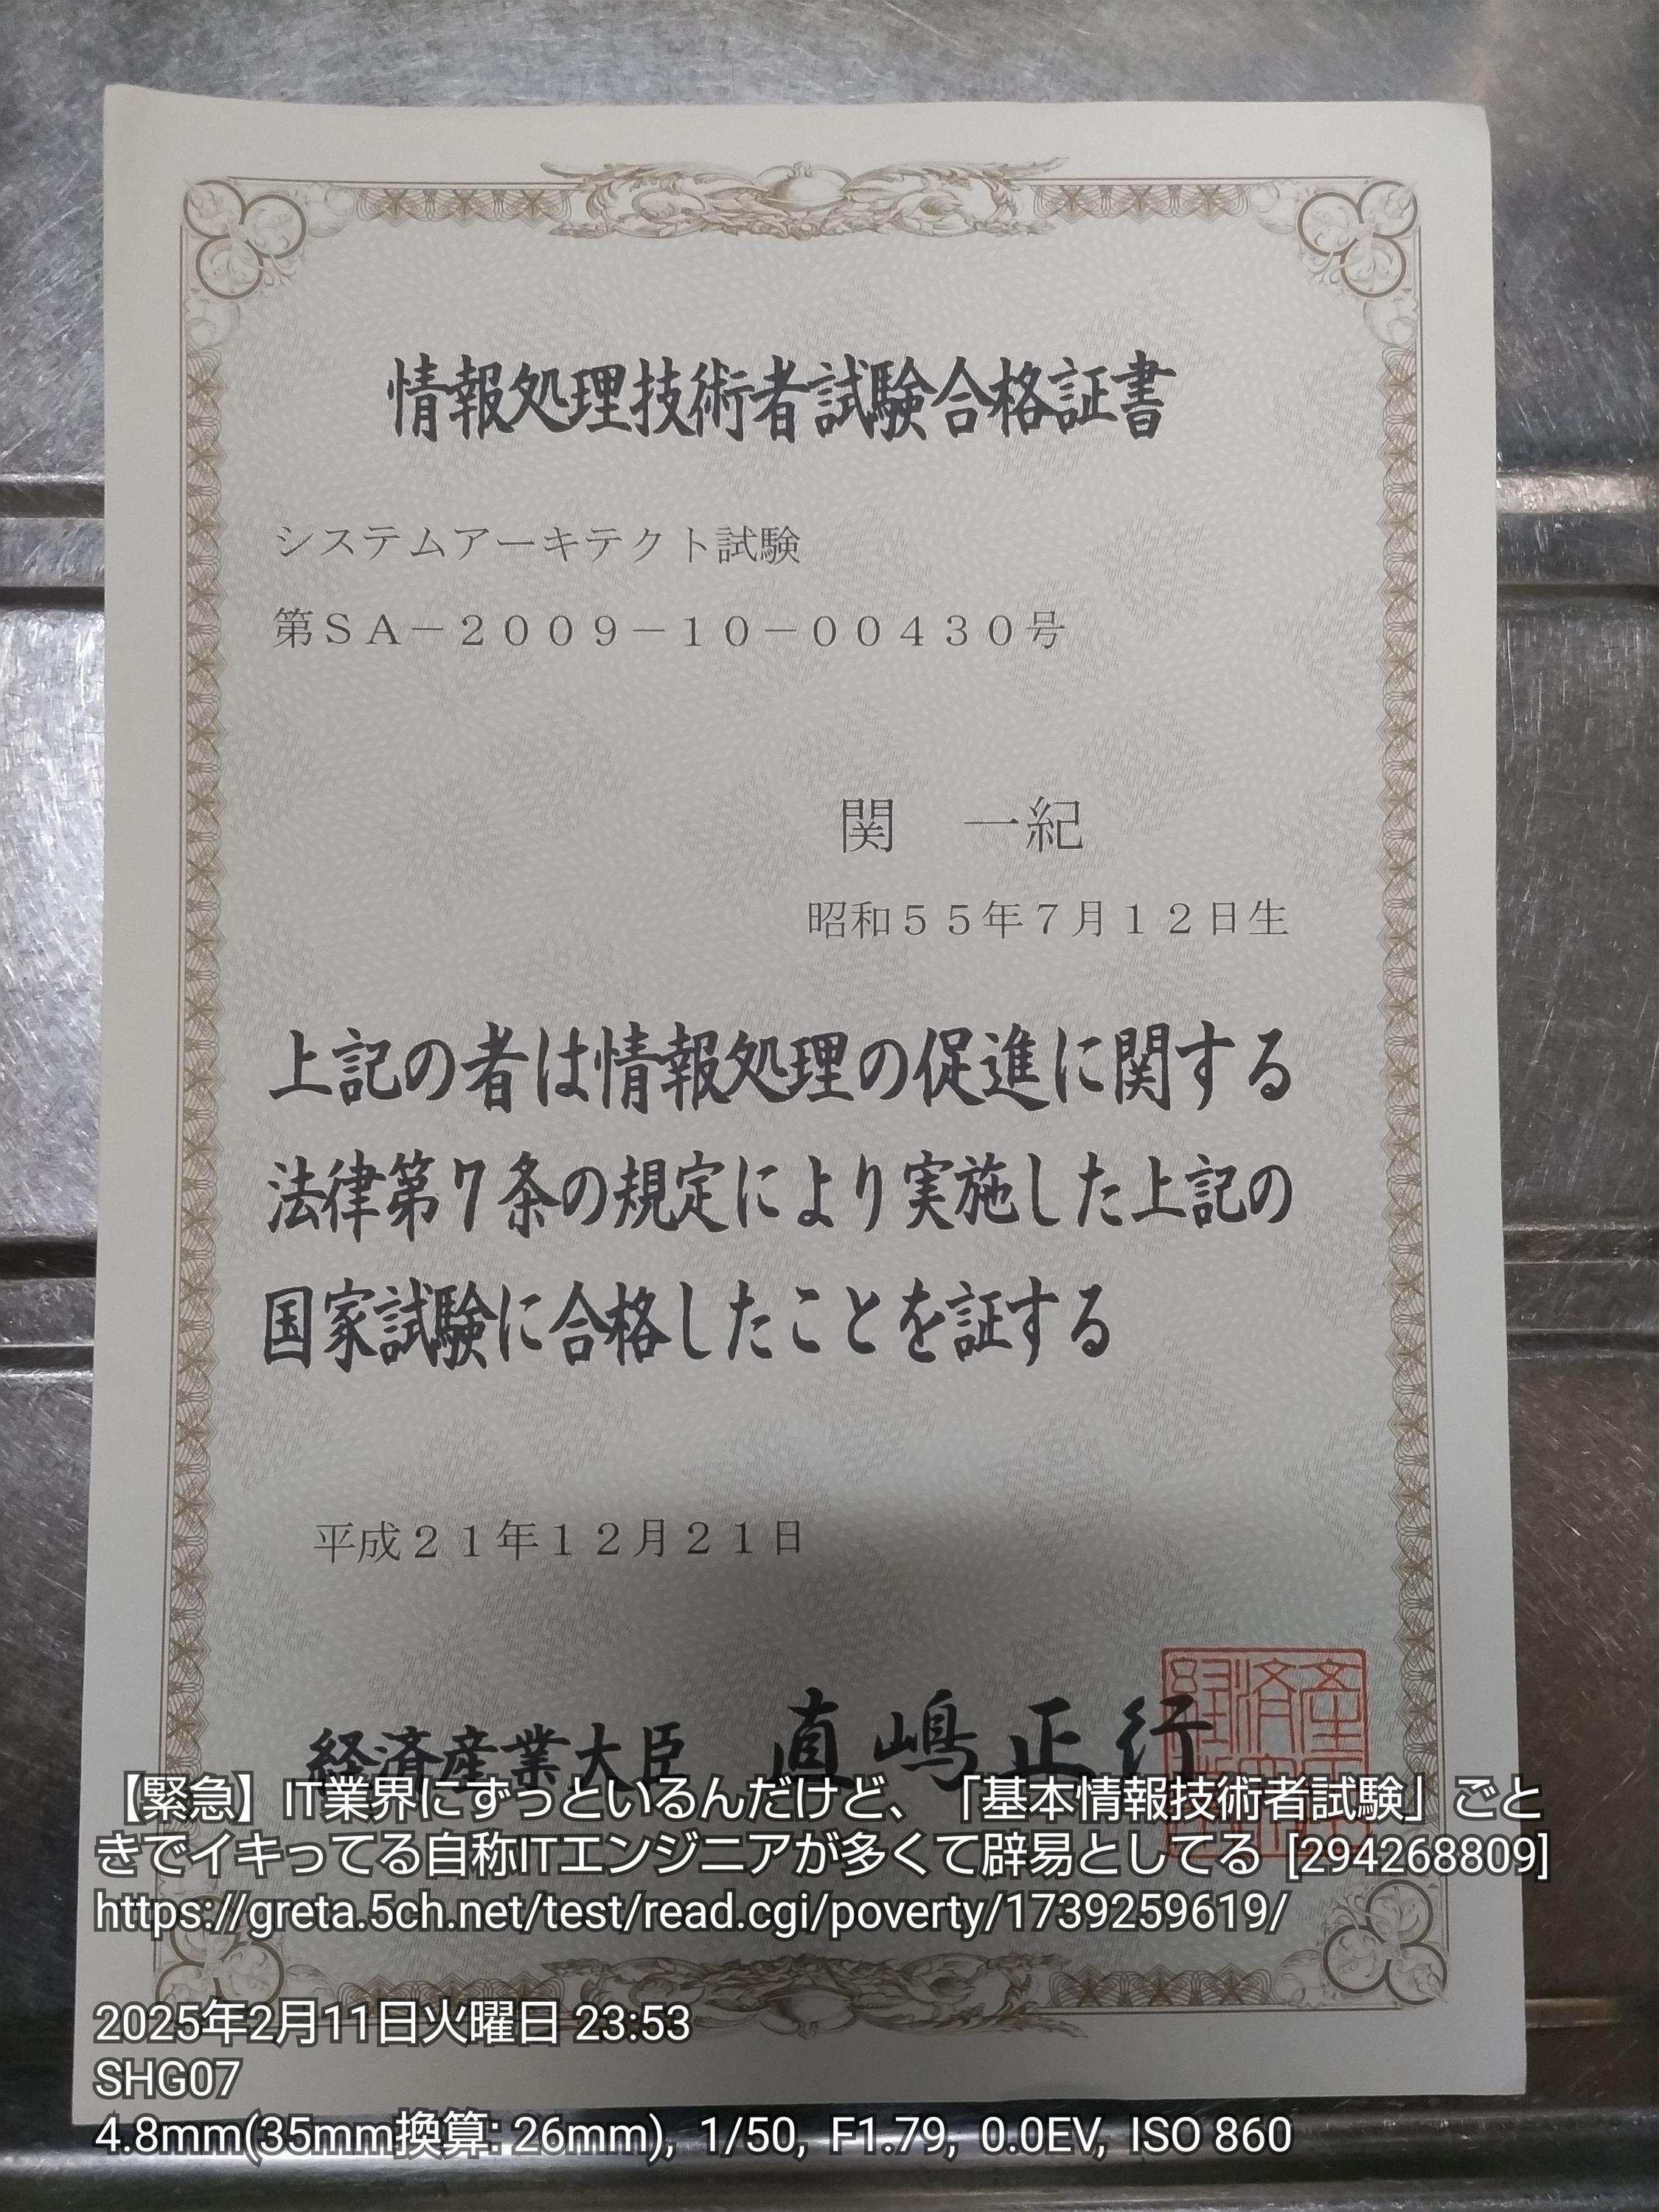 情報処理技術者試験合格証書
システムアーキテクト試験
第SA－2009－10－00430号
関　一紀
昭和55年7月12日生
上記の者は情報処理の促進に関する
法律第7条の規定により実施した上記の
国家試験に合格したことを証する
平成21年12月21日
経済産業大臣　直嶋正行
【緊急】IT業界にずっといるんだけど、「基本情報技術者試験」ごと
きでイキってる自称ITエンジニアが多くて辟易としてる [294268809]
https://greta.5ch.net/test/read.cgi/poverty/1739259619/
2025年2月11日火曜日 23:53
SHG07
4.8mm(35mm換算: 26mm), 1/50, F1.79, 0.0EV, ISO 860